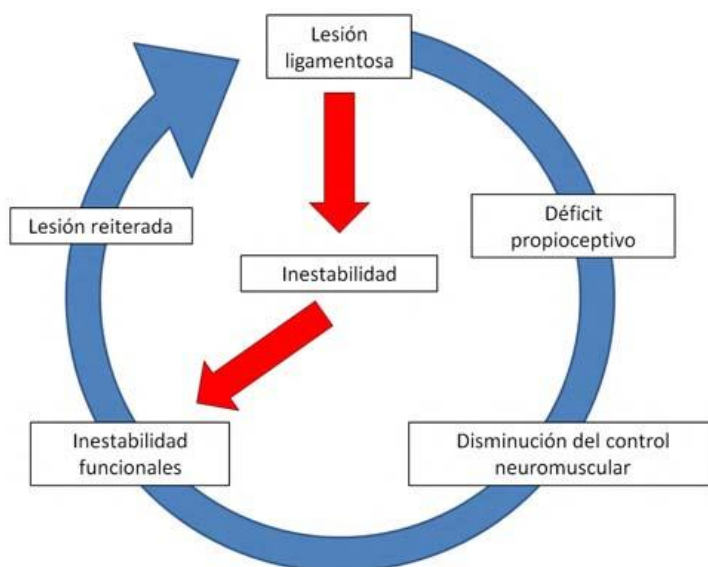 Lesión
ligamentosa
Déficit
propioceptivo
Lesión reiterada
Inestabilidad
Inestabilidad
funcionales
Disminución del control
neuromuscular